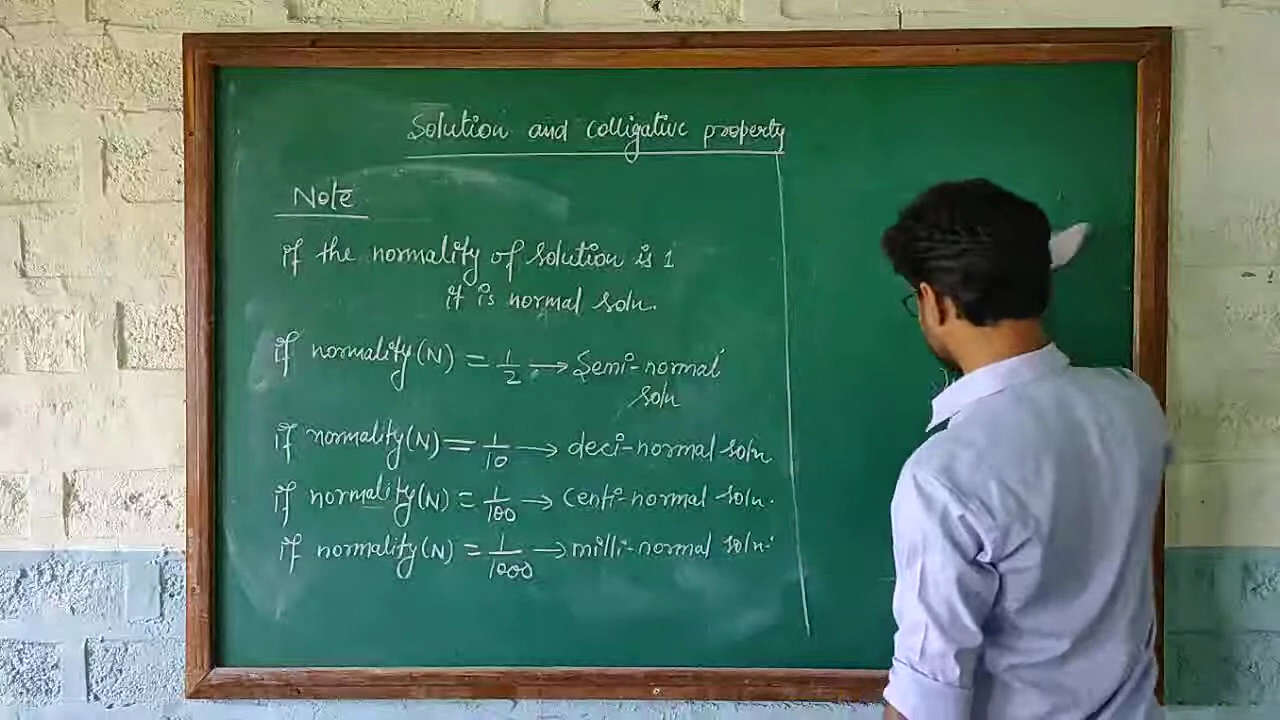 Solution and colligative property
Note
if the normality of solution is 1
it is normal soln.
if normality (N) = 1/2 → Semi-normal
soln
if normality (N) = 1/10 → deci-normal soln
if normality (N) = 1/100 → Centi-normal soln.
if normality (N) = 1/1000 → milli-normal soln.